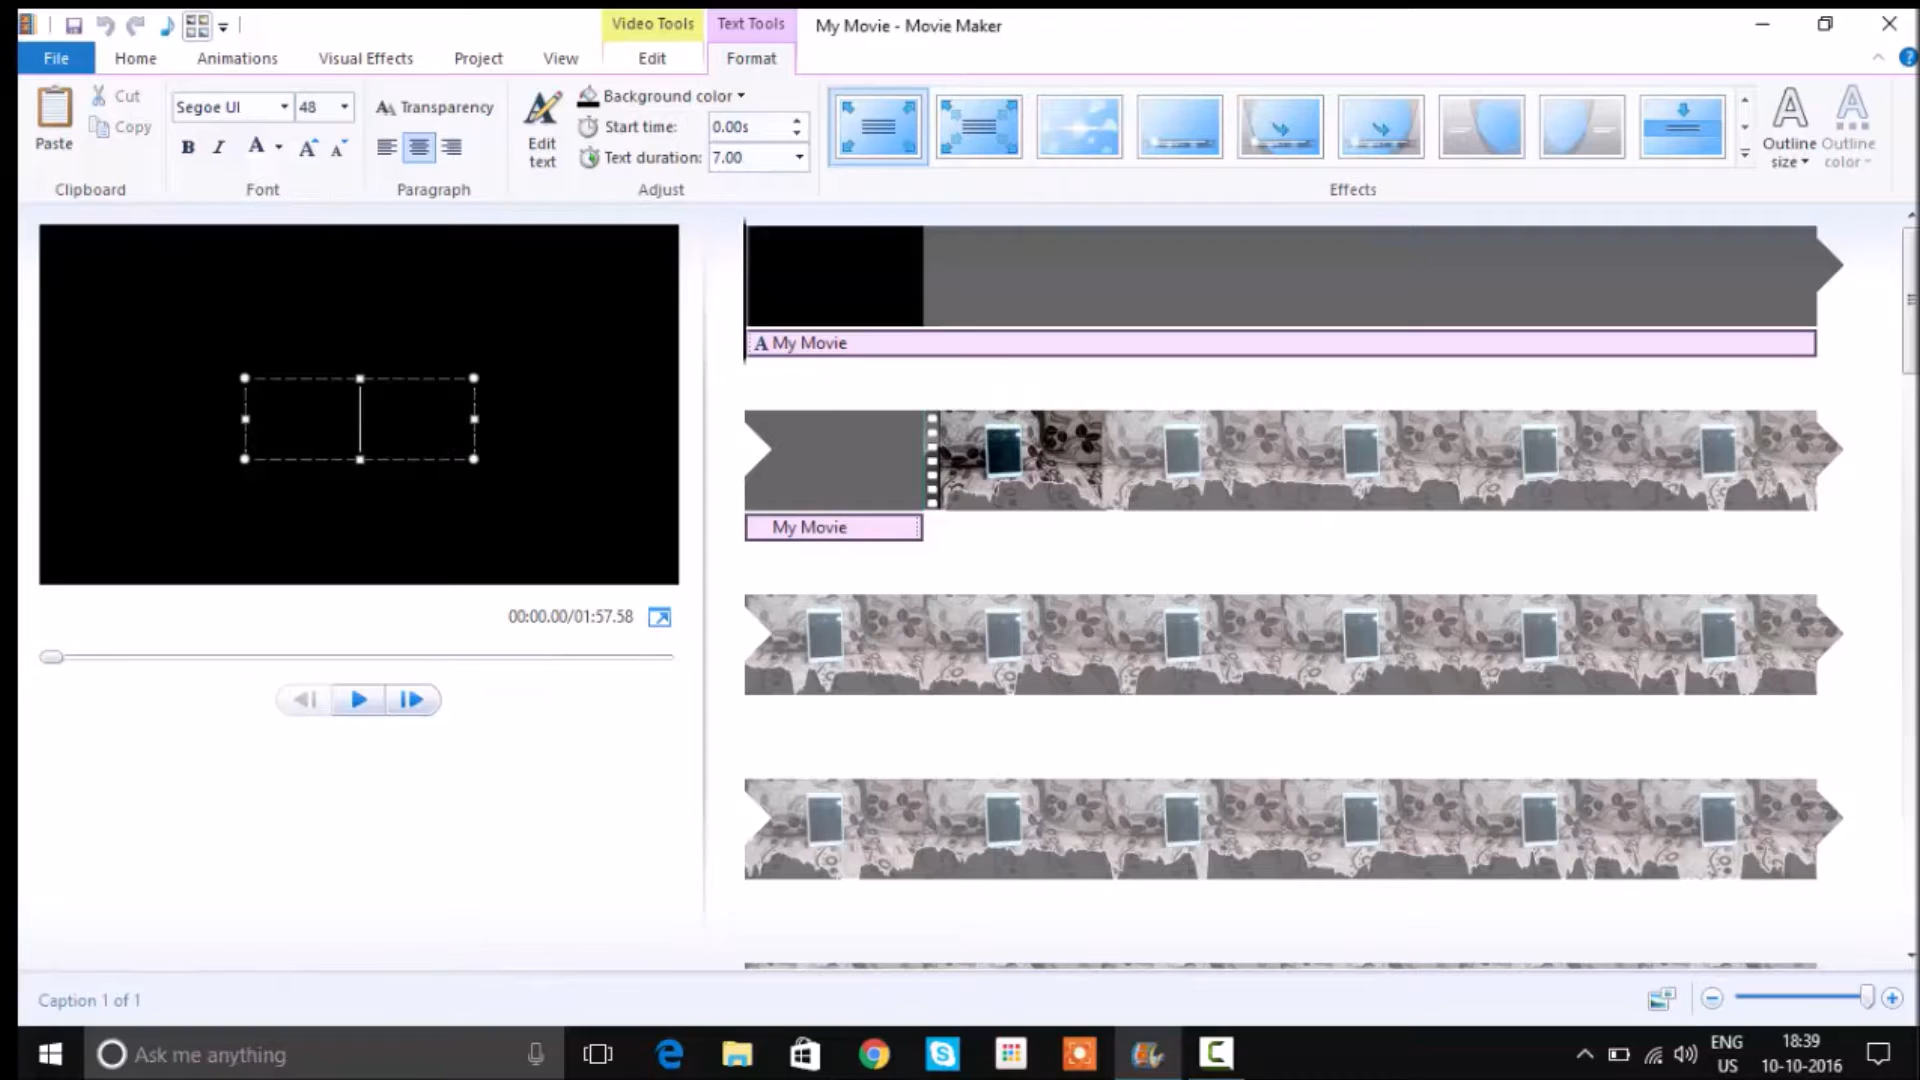 Video Tools
Text Tools
My Movie - Movie Maker
File
Home
Animations
Visual Effects
Project
View
Edit
Format
Paste
Cut
Copy
Clipboard
Segoe UI
48
B
I
A
A
A
Font
Transparency
Paragraph
Edit
text
Background color
Start time:
0.00s
Text duration:
7.00
Adjust
Effects
Outline
size
Outline
color
A My Movie
My Movie
00:00.00/01:57.58
Caption 1 of 1
Ask me anything
ENG
US
18:39
10-10-2016